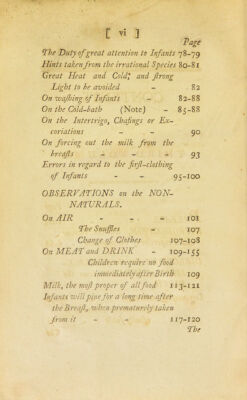 [ vi ]
Page
The Duty of great attention to Infants 78-79
Hints taken from the irrational Species 80-81
Great Heat and Cold, and ſtrong
Light to be avoided - 82
On waſhing of Infants - 82-88
On the Cold-bath (Note) - 85-88
On the Intertrigo, Chafings or Ex-
coriations - - 90
On forcing out the milk from the
breaſts - - - 93
Errors in regard to the firſt-clothing
of Infants - - 95-100
OBSERVATIONS on the NON-
NATURALS.
On AIR - - - 101
The Snuffles - 107
Change of Clothes 107-108
On MEAT and DRINK - 109-155
Children require no food
immediately after Birth 109
Milk, the moſt proper of all food 113-121
Infants will pine for a long time after
the Breaſt, when prematurely taken
from it - - 117-120
The